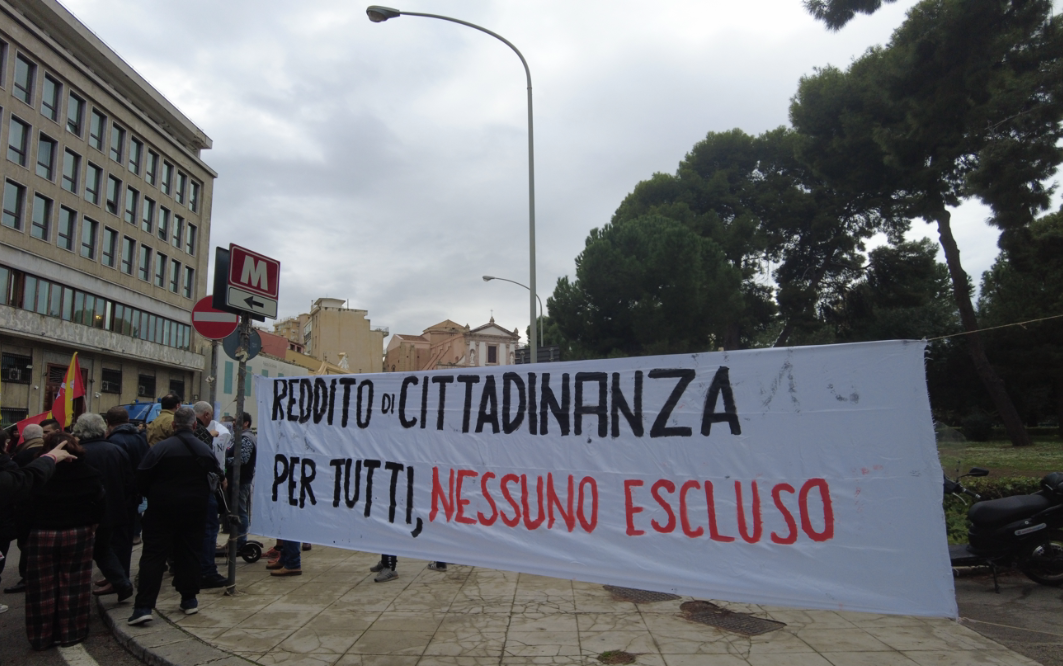 M
REDDITO DI CITTADINANZA
PER TUTTI, NESSUNO ESCLUSO